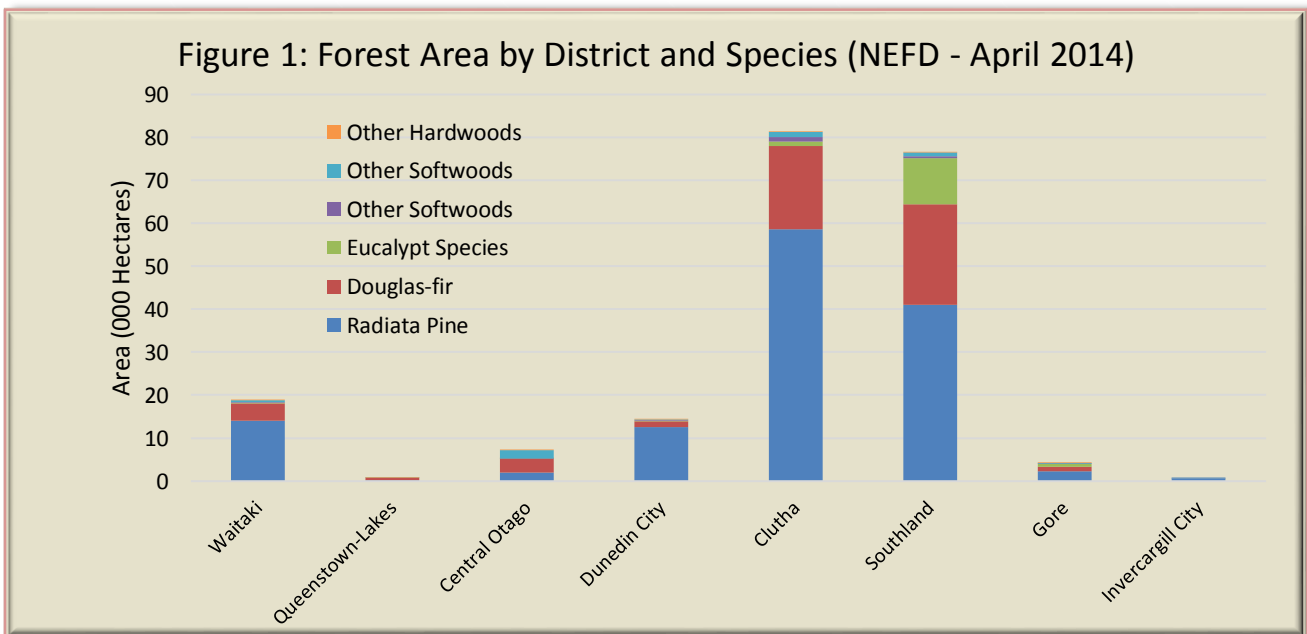 Figure 1: Forest Area by District and Species (NEFD - April 2014)
90
80
70
60
50
40
30
20
10
0
Area (000 Hectares)
Other Hardwoods
Other Softwoods
Other Softwoods
Eucalypt Species
Douglas-fir
Radiata Pine
Waitaki
Queenstown-Lakes
Central Otago
Dunedin City
Clutha
Southland
Gore
Invercargill City